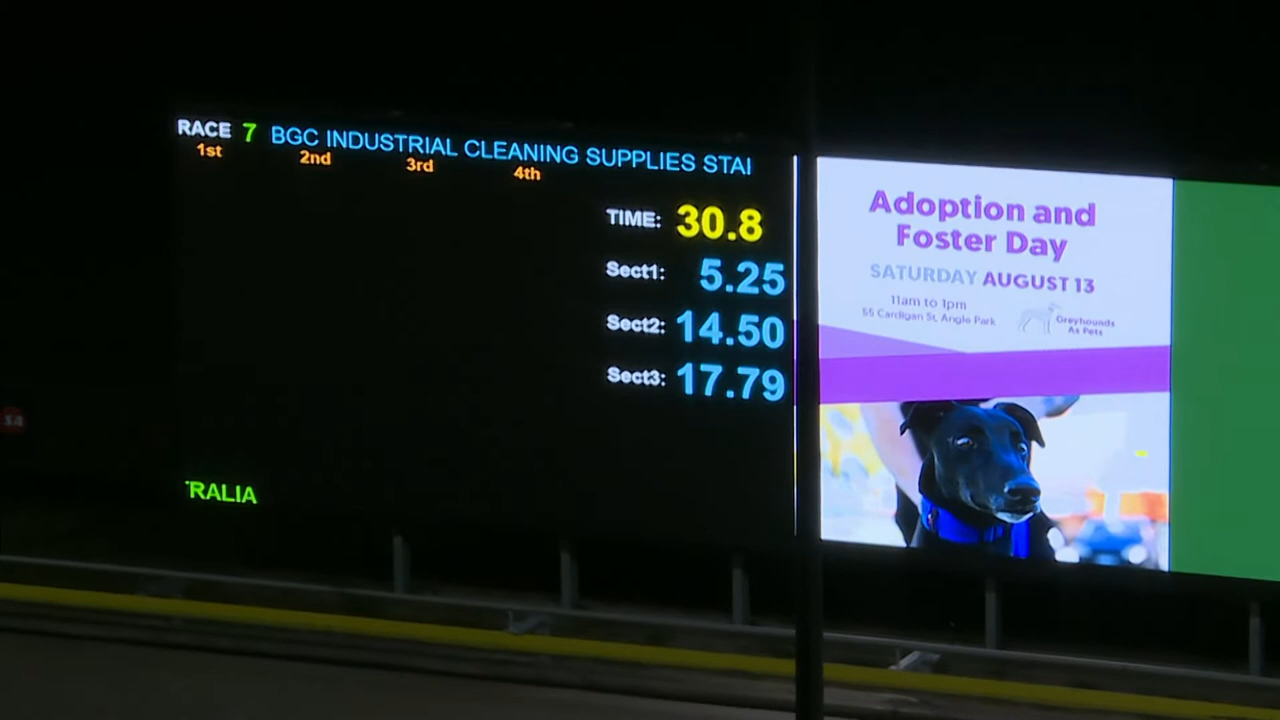 RACE 7 BGC INDUSTRIAL CLEANING SUPPLIES STAI
1st 2nd 3rd 4th
TIME: 30.8
Sect1: 5.25
Sect2: 14.50
Sect3: 17.79
RALIA
Adoption and
Foster Day
SATURDAY AUGUST 13
11am to 1pm
55 Cardigan St, Angle Park
Greyhounds
As Pets
SA